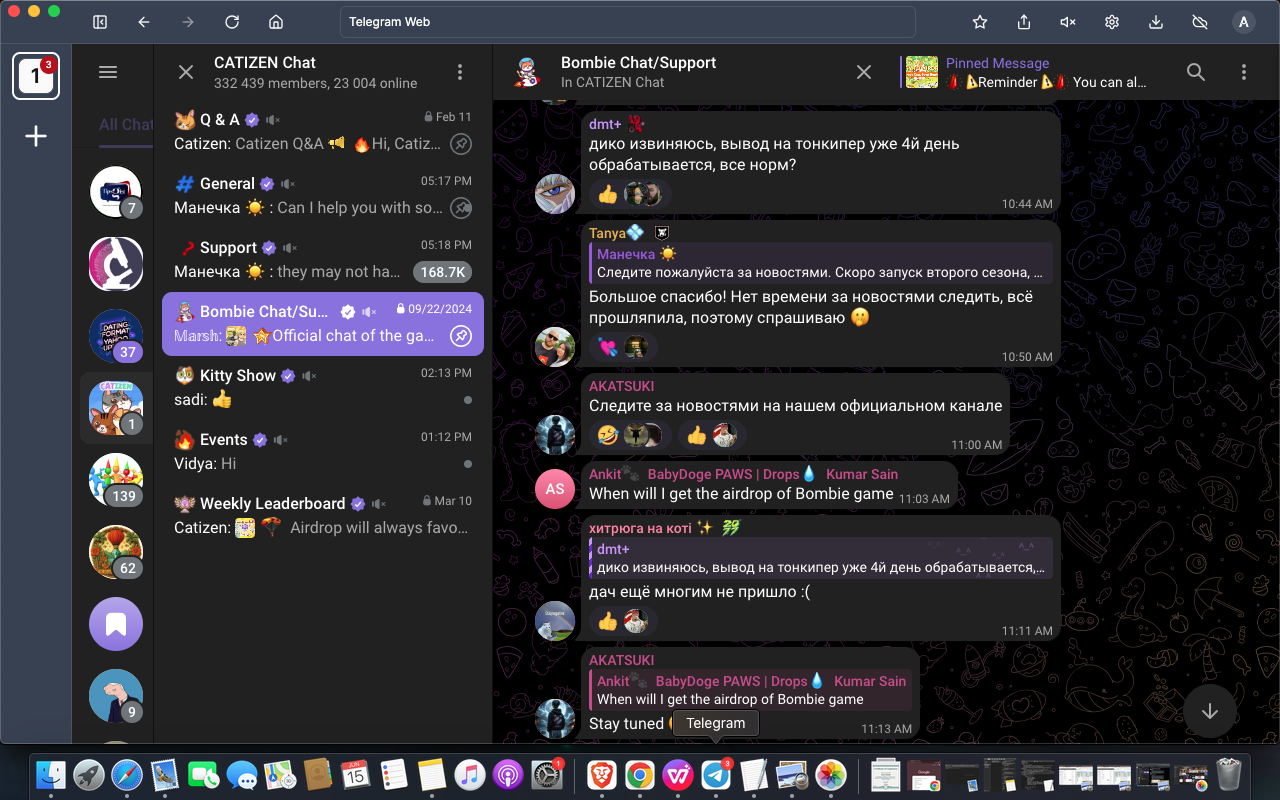 Telegram Web
A
1
3
All Chat
7
37
1
139
62
9
CATIZEN Chat
332 439 members, 23 004 online
Q & A
Feb 11
Catizen: Catizen Q&A 📢 🔥Hi, Catiz...
General
05:17 PM
Манечка ☀️ : Can I help you with so...
Support
05:18 PM
Манечка ☀️ : they may not ha...
168.7K
Bombie Chat/Su...
09/22/2024
𝕄𝕒𝕣𝕤𝕙: ⭐Official chat of the ga...
Kitty Show
02:13 PM
sadi: 👍
Events
01:12 PM
Vidya: Hi
Weekly Leaderboard
Mar 10
Catizen: Airdrop will always favo...
Bombie Chat/Support
In CATIZEN Chat
Pinned Message
Reminder ⚠️ You can al...
dmt+
дико извиняюсь, вывод на тонкипер уже 4й день
обрабатывается, все норм?
10:44 AM
Tanya💠
Манечка ☀️
Следите пожалуйста за новостями. Скоро запуск второго сезона, ...
Большое спасибо! Нет времени за новостями следить, всё
прошляпила, поэтому спрашиваю 🫢
10:50 AM
AKATSUKI
Следите за новостями на нашем официальном канале
11:00 AM
AS
Ankit🐾 BabyDoge PAWS | Drops💧 Kumar Sain
When will I get the airdrop of Bombie game
11:03 AM
хитрюга на коті ✨
dmt+
дико извиняюсь, вывод на тонкипер уже 4й день обрабатывается,...
дач ещё многим не пришло :(
11:11 AM
AKATSUKI
Ankit🐾 BabyDoge PAWS | Drops💧 Kumar Sain
When will I get the airdrop of Bombie game
Stay tuned
11:13 AM
Telegram
JUN
15
1
3